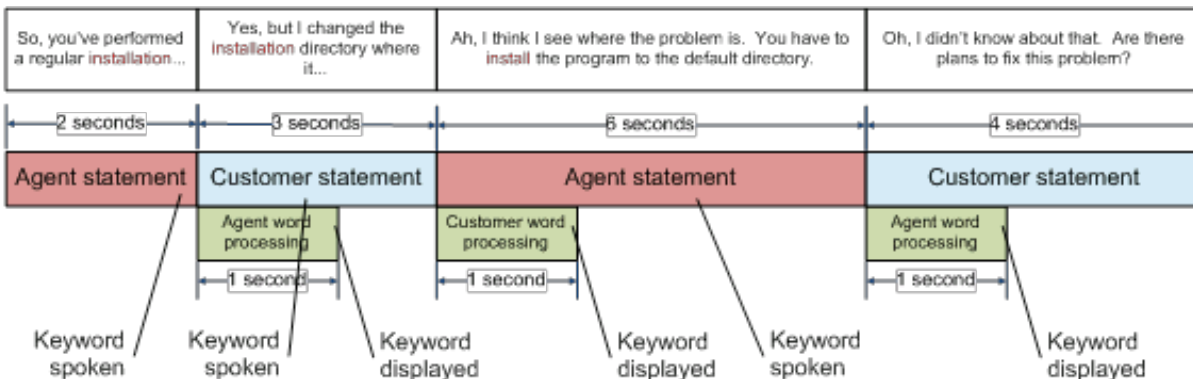 So, you've performed
a regular installation...
Yes, but I changed the
installation directory where
it...
Ah, I think I see where the problem is. You have to
install the program to the default directory.
Oh, I didn't know about that. Are there
plans to fix this problem?
2 seconds
3 seconds
6 seconds
4 seconds
Agent statement
Customer statement
Agent statement
Customer statement
Agent word
processing
Customer word
processing
Agent word
processing
1 second
1 second
1 second
Keyword
spoken
Keyword
spoken
Keyword
displayed
Keyword
displayed
Keyword
spoken
Keyword
displayed